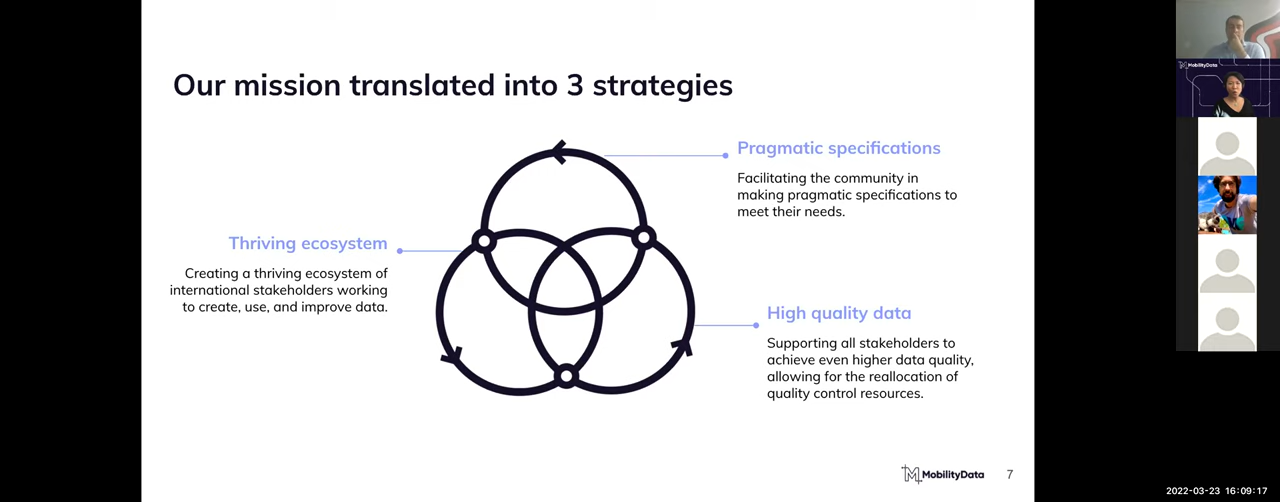 Our mission translated into 3 strategies
Pragmatic specifications
Facilitating the community in
making pragmatic specifications to
meet their needs.
Thriving ecosystem
Creating a thriving ecosystem of
international stakeholders working
to create, use, and improve data.
High quality data
Supporting all stakeholders to
achieve even higher data quality,
allowing for the reallocation of
quality control resources.
MobilityData
7
MobilityData
2022-03-23 16:09:17